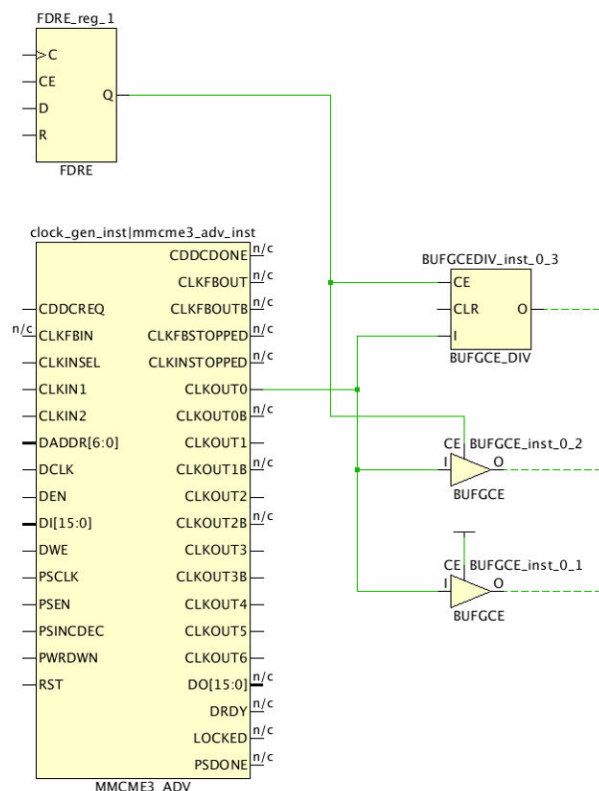 FDRE_reg_1
C
CE
D
R
Q
FDRE
clock_gen_inst|mmcme3_adv_inst
CDDCREQ
n/c CLKFBIN
CLKINSEL
CLKIN1
CLKIN2
DADDR[6:0]
DCLK
DEN
DI[15:0]
DWE
PSCLK
PSEN
PSINCDEC
PWRDWN
RST
CDDCDONE n/c
CLKFBOUT
CLKFBOUTB n/c
CLKFBSTOPPED n/c
CLKINSTOPPED n/c
CLKOUT0
CLKOUT0B n/c
CLKOUT1
CLKOUT1B n/c
CLKOUT2
CLKOUT2B n/c
CLKOUT3
CLKOUT3B
CLKOUT4
CLKOUT5
CLKOUT6
DO[15:0] n/c
DRDY n/c
LOCKED n/c
PSDONE n/c
MMCME3_ADV
BUFGCEDIV_inst_0_3
CE
CLR O
I
BUFGCE_DIV
CE BUFGCE_inst_0_2
I O
BUFGCE
CE BUFGCE_inst_0_1
I O
BUFGCE